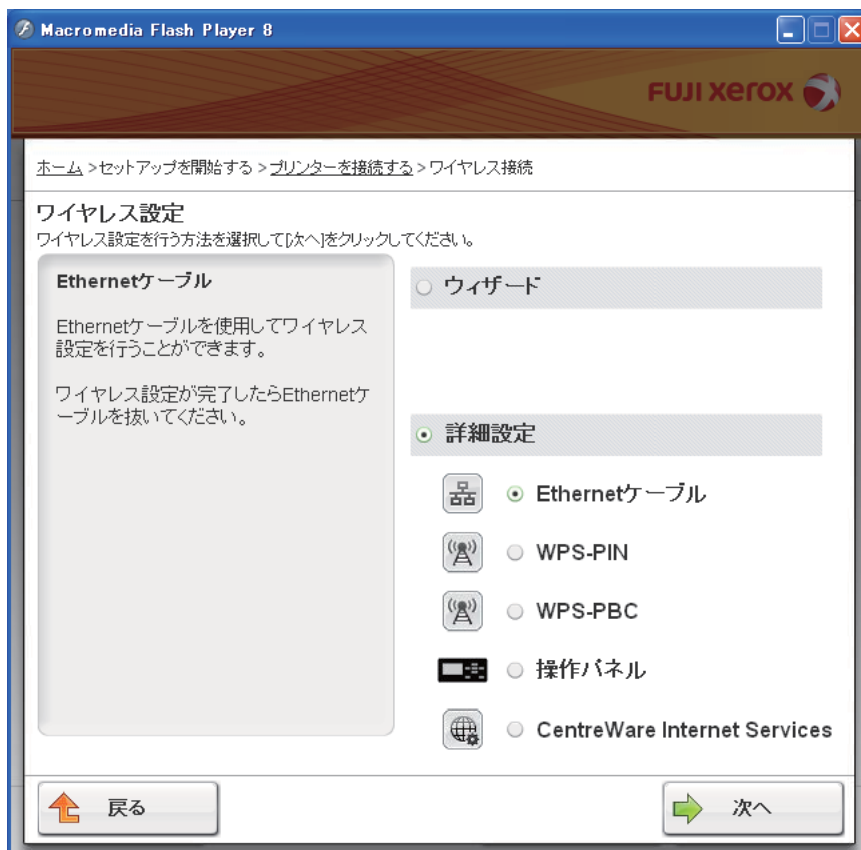 Macromedia Flash Player 8
FUJI xerox
ホーム >セットアップを開始する >プリンターを接続する >ワイヤレス接続
ワイヤレス設定
ワイヤレス設定を行う方法を選択して[次へ]をクリックしてください。
Ethernetケーブル
Ethernetケーブルを使用してワイヤレス
設定を行うことができます。
ワイヤレス設定が完了したらEthernetケ
ーブルを抜いてください。
ウィザード
詳細設定
Ethernetケーブル
WPS-PIN
WPS-PBC
操作パネル
CentreWare Internet Services
戻る
次へ